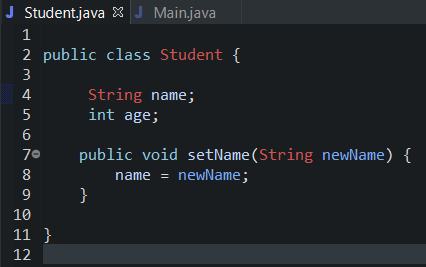 Student.java Main.java
1
2 public class Student {
3
4 String name;
5 int age;
6
7 public void setName(String newName) {
8 name = newName;
9 }
10
11 }
12